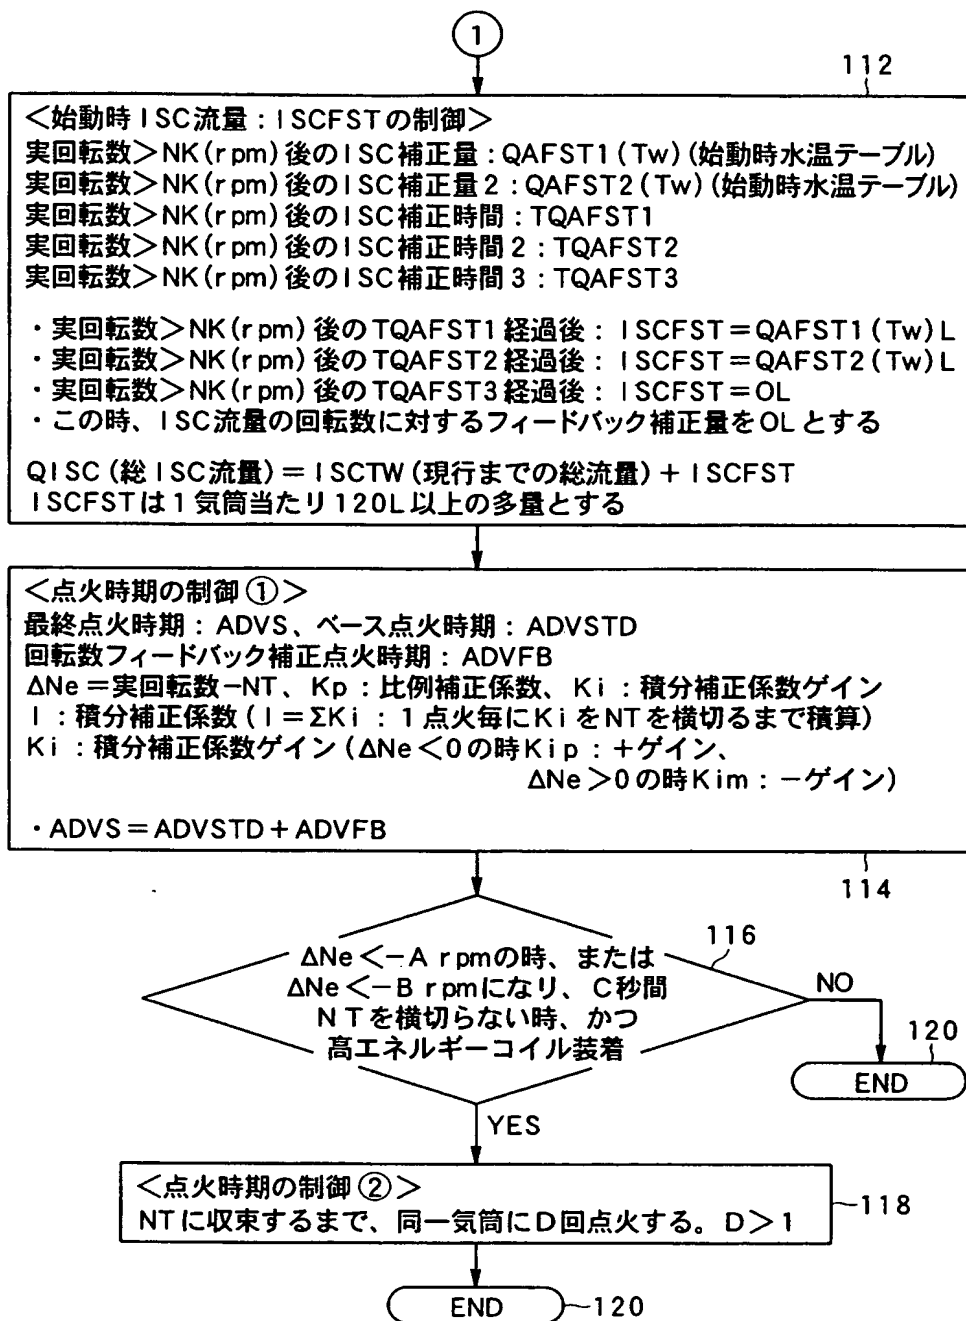 ①
112
<始動時ISC流量：ISCFSTの制御>
実回転数>NK(rpm)後のISC補正量：QAFST1(Tw)(始動時水温テーブル)
実回転数>NK(rpm)後のISC補正量2：QAFST2(Tw)(始動時水温テーブル)
実回転数>NK(rpm)後のISC補正時間：TQAFST1
実回転数>NK(rpm)後のISC補正時間2：TQAFST2
実回転数>NK(rpm)後のISC補正時間3：TQAFST3
・実回転数>NK(rpm)後のTQAFST1経過後：ISCFST=QAFST1(Tw)L
・実回転数>NK(rpm)後のTQAFST2経過後：ISCFST=QAFST2(Tw)L
・実回転数>NK(rpm)後のTQAFST3経過後：ISCFST=0L
・この時、ISC流量の回転数に対するフィードバック補正量を0Lとする
QISC(総ISC流量)=ISCTW(現行までの総流量)+ISCFST
ISCFSTは1気筒当たり120L以上の多量とする
<点火時期の制御①>
最終点火時期：ADVS、ベース点火時期：ADVSTD
回転数フィードバック補正点火時期：ADVFB
ΔNe=実回転数-NT、Kp：比例補正係数、Ki：積分補正係数ゲイン
I：積分補正係数(I=ΣKi：1点火毎にKiをNTを横切るまで積算)
Ki：積分補正係数ゲイン(ΔNe<0の時Kip：+ゲイン、
ΔNe>0の時Kim：-ゲイン)
・ADVS=ADVSTD+ADVFB
114
116
ΔNe<-A rpmの時、または
ΔNe<-B rpmになり、C秒間
NTを横切らない時、かつ
高エネルギーコイル装着
NO
120
END
YES
<点火時期の制御②>
NTに収束するまで、同一気筒にD回点火する。D>1
118
END
120